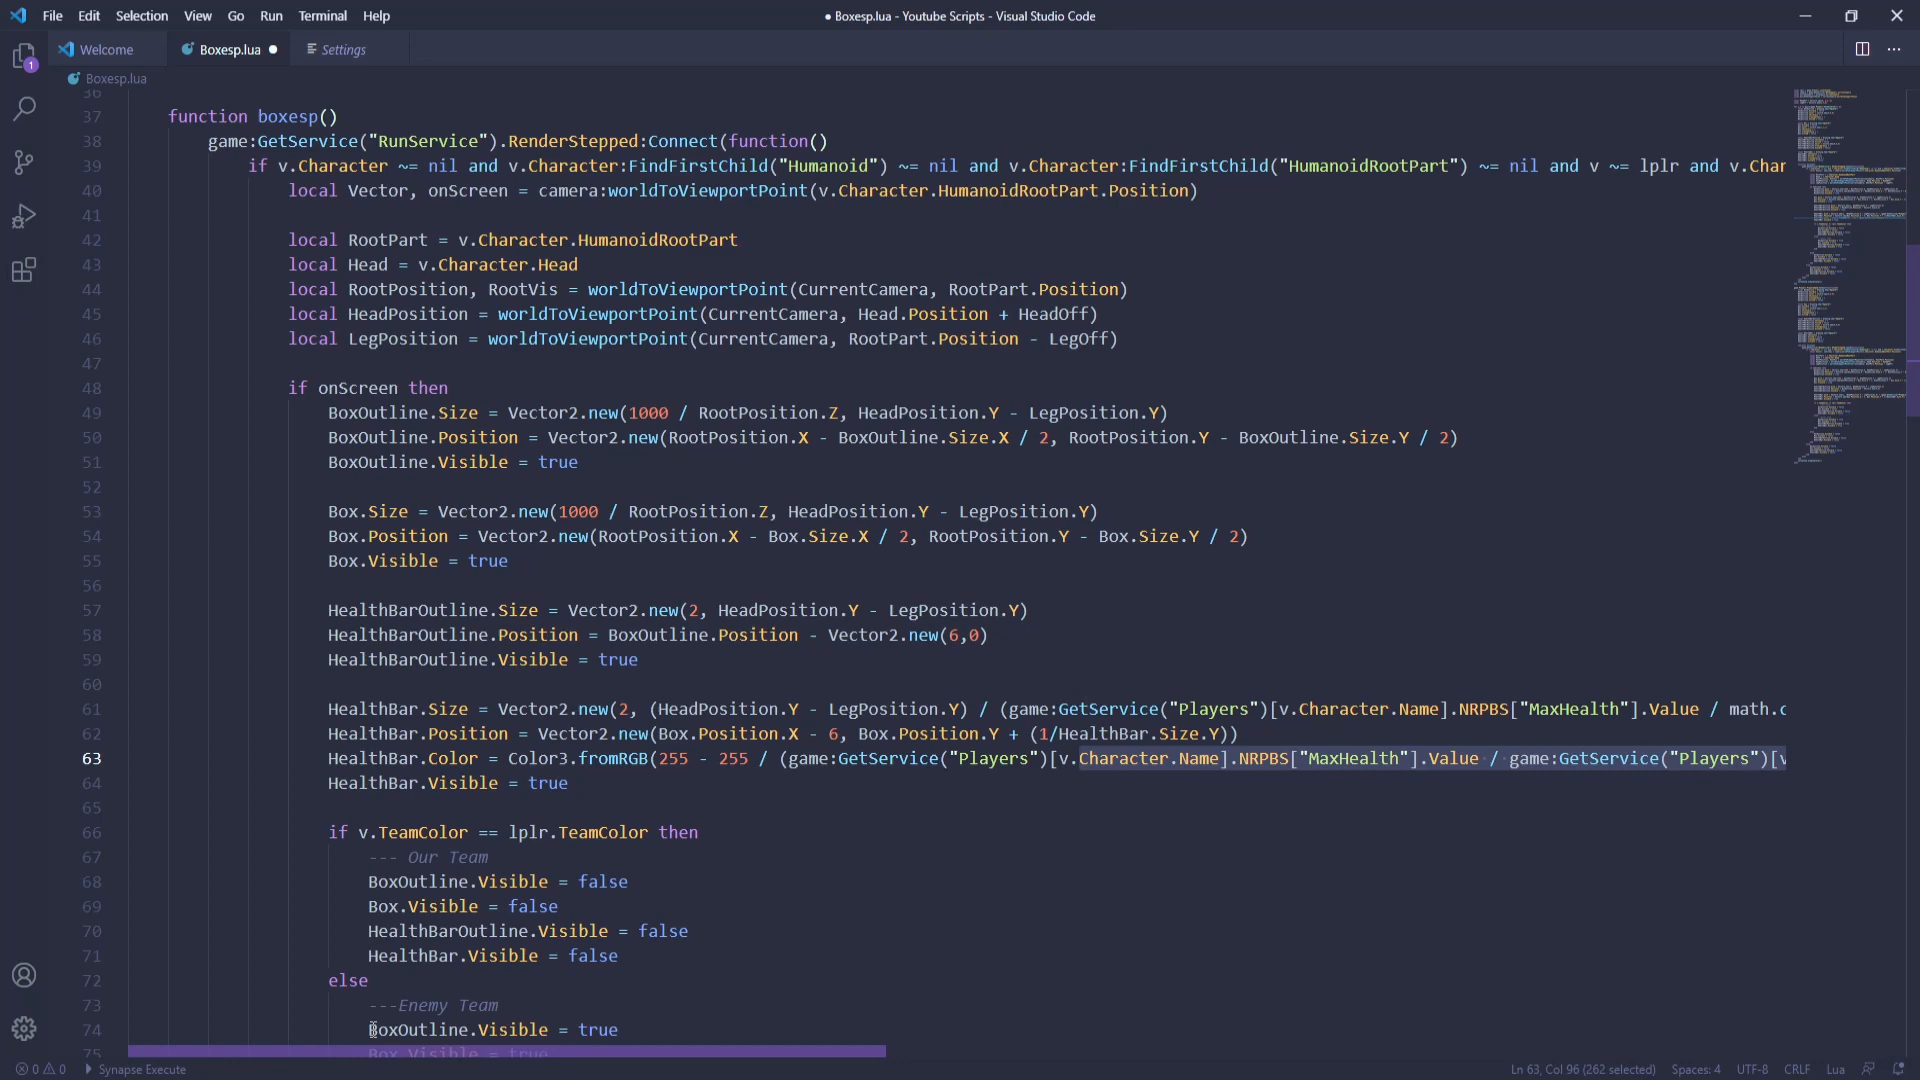 File Edit Selection View Go Run Terminal Help
● Boxesp.lua - Youtube Scripts - Visual Studio Code
Welcome Boxesp.lua ● Settings
1
Boxesp.lua
36
37 function boxesp()
38 game:GetService("RunService").RenderStepped:Connect(function()
39 if v.Character ~= nil and v.Character:FindFirstChild("Humanoid") ~= nil and v.Character:FindFirstChild("HumanoidRootPart") ~= nil and v ~= lplr and v.Char
40 local Vector, onScreen = camera:worldToViewportPoint(v.Character.HumanoidRootPart.Position)
41
42 local RootPart = v.Character.HumanoidRootPart
43 local Head = v.Character.Head
44 local RootPosition, RootVis = worldToViewportPoint(CurrentCamera, RootPart.Position)
45 local HeadPosition = worldToViewportPoint(CurrentCamera, Head.Position + HeadOff)
46 local LegPosition = worldToViewportPoint(CurrentCamera, RootPart.Position - LegOff)
47
48 if onScreen then
49 BoxOutline.Size = Vector2.new(1000 / RootPosition.Z, HeadPosition.Y - LegPosition.Y)
50 BoxOutline.Position = Vector2.new(RootPosition.X - BoxOutline.Size.X / 2, RootPosition.Y - BoxOutline.Size.Y / 2)
51 BoxOutline.Visible = true
52
53 Box.Size = Vector2.new(1000 / RootPosition.Z, HeadPosition.Y - LegPosition.Y)
54 Box.Position = Vector2.new(RootPosition.X - Box.Size.X / 2, RootPosition.Y - Box.Size.Y / 2)
55 Box.Visible = true
56
57 HealthBarOutline.Size = Vector2.new(2, HeadPosition.Y - LegPosition.Y)
58 HealthBarOutline.Position = BoxOutline.Position - Vector2.new(6,0)
59 HealthBarOutline.Visible = true
60
61 HealthBar.Size = Vector2.new(2, (HeadPosition.Y - LegPosition.Y) / (game:GetService("Players")[v.Character.Name].NRPBS["MaxHealth"].Value / math.c
62 HealthBar.Position = Vector2.new(Box.Position.X - 6, Box.Position.Y + (1/HealthBar.Size.Y))
63 HealthBar.Color = Color3.fromRGB(255 - 255 / (game:GetService("Players")[v.Character.Name].NRPBS["MaxHealth"].Value / game:GetService("Players")[v
64 HealthBar.Visible = true
65
66 if v.TeamColor == lplr.TeamColor then
67 --- Our Team
68 BoxOutline.Visible = false
69 Box.Visible = false
70 HealthBarOutline.Visible = false
71 HealthBar.Visible = false
72 else
73 ---Enemy Team
74 BoxOutline.Visible = true
75 Box.Visible = true
0 0 Synapse Execute Ln 63, Col 96 (262 selected) Spaces: 4 UTF-8 CRLF Lua